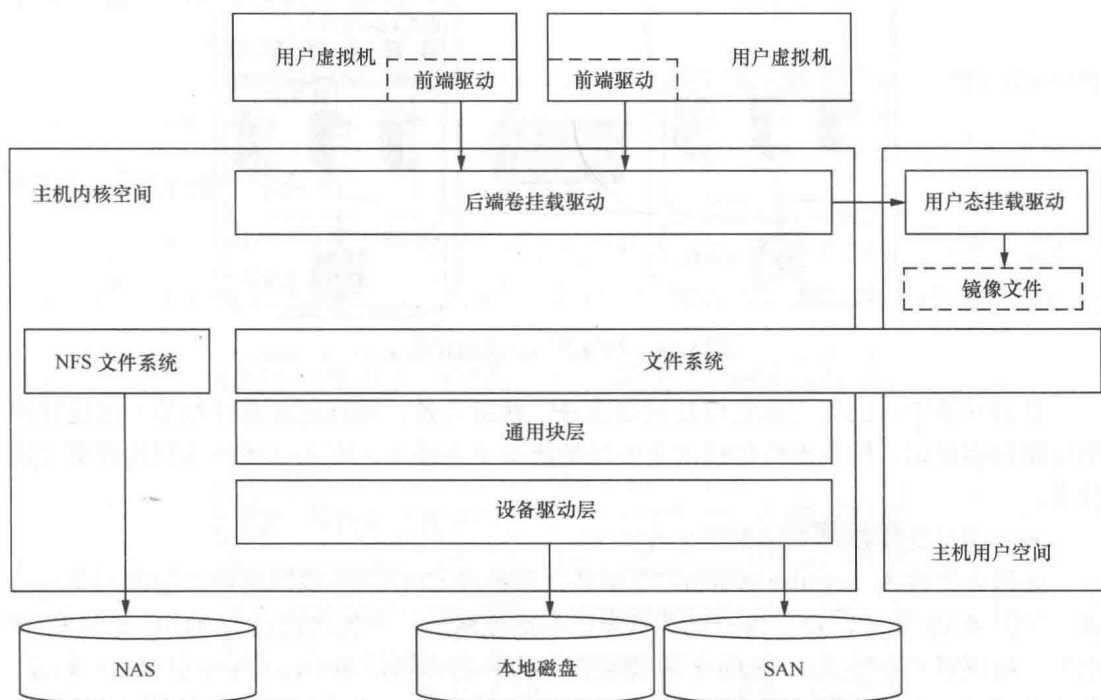 用户虚拟机
前端驱动
用户虚拟机
前端驱动
主机内核空间
后端卷挂载驱动
用户态挂载驱动
镜像文件
NFS 文件系统
文件系统
通用块层
设备驱动层
主机用户空间
NAS
本地磁盘
SAN